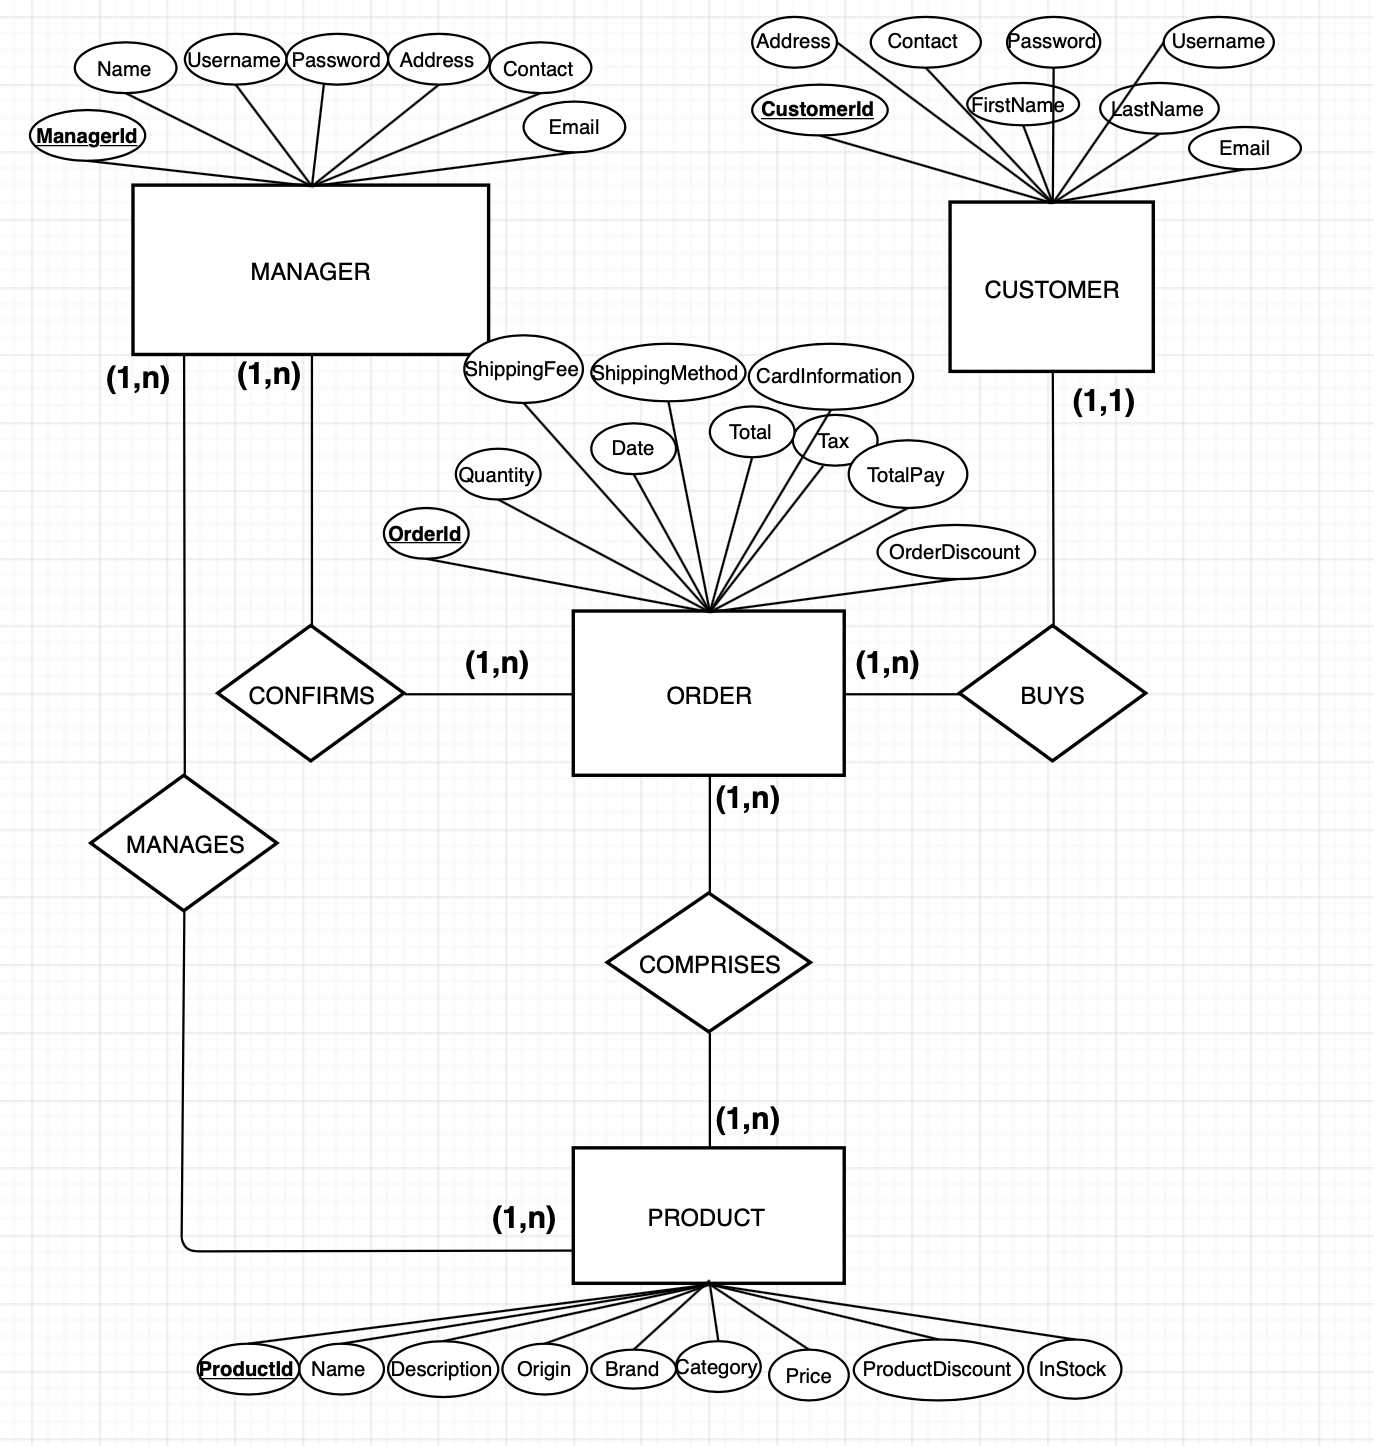 Name
Username
Password
Address
Contact
ManagerId
Email
MANAGER
Address
Contact
Password
Username
CustomerId
FirstName
LastName
Email
CUSTOMER
(1,n)
(1,n)
(1,1)
ShippingFee
ShippingMethod
CardInformation
Quantity
Date
Total
Tax
TotalPay
OrderId
OrderDiscount
CONFIRMS
(1,n)
ORDER
(1,n)
BUYS
MANAGES
(1,n)
COMPRISES
(1,n)
(1,n)
PRODUCT
ProductId
Name
Description
Origin
Brand
Category
Price
ProductDiscount
InStock